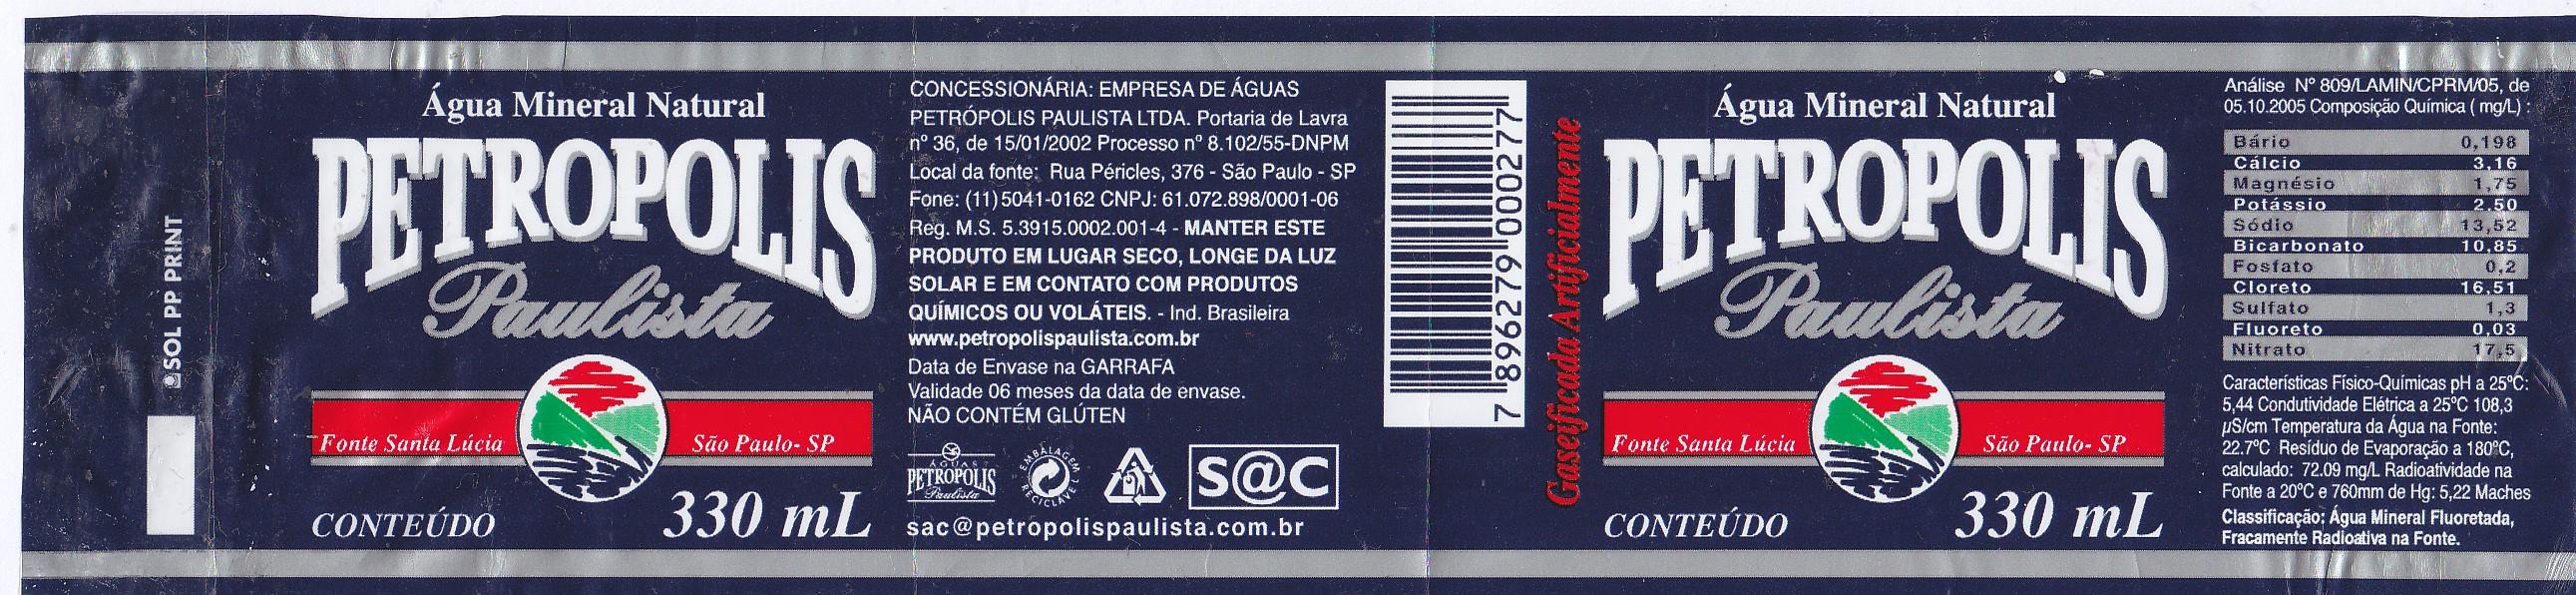 SOL PP PRINT
Água Mineral Natural
PETROPOLIS
Paulista
Fonte Santa Lúcia
São Paulo- SP
CONTEÚDO 330 mL
CONCESSIONÁRIA: EMPRESA DE ÁGUAS
PETRÓPOLIS PAULISTA LTDA. Portaria de Lavra
nº 36, de 15/01/2002 Processo nº 8.102/55-DNPM
Local da fonte: Rua Péricles, 376 - São Paulo - SP
Fone: (11)5041-0162 CNPJ: 61.072.898/0001-06
Reg. M.S. 5.3915.0002.001-4 - MANTER ESTE
PRODUTO EM LUGAR SECO, LONGE DA LUZ
SOLAR E EM CONTATO COM PRODUTOS
QUÍMICOS OU VOLÁTEIS. - Ind. Brasileira
www.petropolispaulista.com.br
Data de Envase na GARRAFA
Validade 06 meses da data de envase.
NÃO CONTÉM GLÚTEN
ÁGUAS
PETROPOLIS
Paulista
EMBALAGEM
RECICLÁVEL
S@C
sac@petropolispaulista.com.br
7 896279 000277
Gaseificada Artificialmente
Água Mineral Natural
PETROPOLIS
Paulista
Fonte Santa Lúcia
São Paulo- SP
CONTEÚDO 330 mL
Análise Nº 809/LAMIN/CPRM/05, de
05.10.2005 Composição Química ( mg/L) :
Bário 0,198
Cálcio 3,16
Magnésio 1,75
Potássio 2,50
Sódio 13,52
Bicarbonato 10,85
Fosfato 0,2
Cloreto 16,51
Sulfato 1,3
Fluoreto 0,03
Nitrato 17,5
Características Físico-Químicas pH a 25ºC:
5,44 Condutividade Elétrica a 25ºC 108,3
µS/cm Temperatura da Água na Fonte:
22.7ºC Resíduo de Evaporação a 180ºC,
calculado: 72.09 mg/L Radioatividade na
Fonte a 20ºC e 760mm de Hg: 5,22 Maches
Classificação: Água Mineral Fluoretada,
Fracamente Radioativa na Fonte.